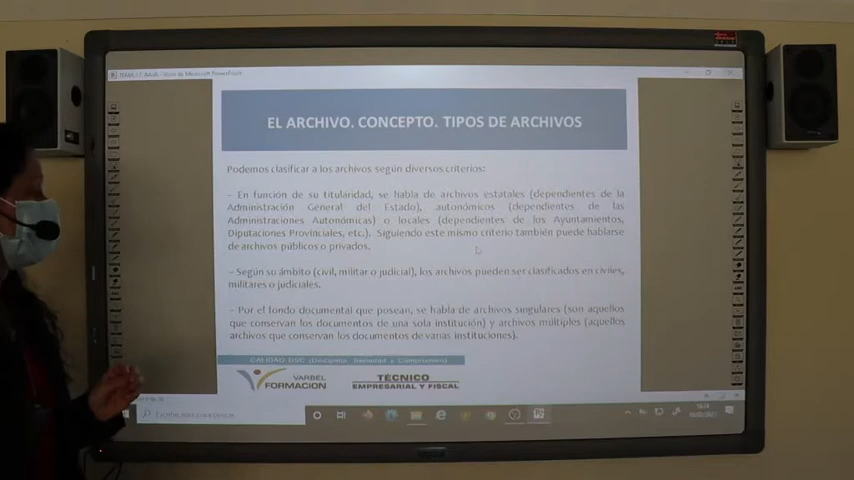 EL ARCHIVO. CONCEPTO. TIPOS DE ARCHIVOS
Podemos clasificar a los archivos según diversos criterios:
– En función de su titularidad, se habla de archivos estatales (dependientes de la
Administración General del Estado), autonómicos (dependientes de las
Administraciones Autonómicas) o locales (dependientes de los Ayuntamientos,
Diputaciones Provinciales, etc.). Siguiendo este mismo criterio también puede hablarse
de archivos públicos o privados.
– Según su ámbito (civil, militar o judicial), los archivos pueden ser clasificados en civiles,
militares o judiciales.
– Por el fondo documental que posean, se habla de archivos singulares (son aquellos
que conservan los documentos de una sola institución) y archivos múltiples (aquellos
archivos que conservan los documentos de varias instituciones).
CALIDAD DSC (Disciplina, Seriedad y Compromiso)
VARBEL
FORMACIÓN
TÉCNICO
EMPRESARIAL Y FISCAL